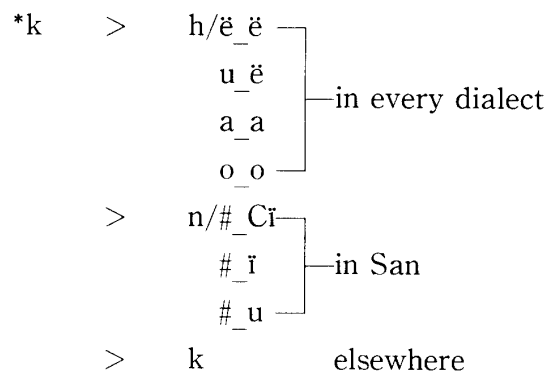 *k > h/ë_ë
u_ë
a_a in every dialect
o_o
> n/#_Cï
#_ï in San
#_u
> k elsewhere